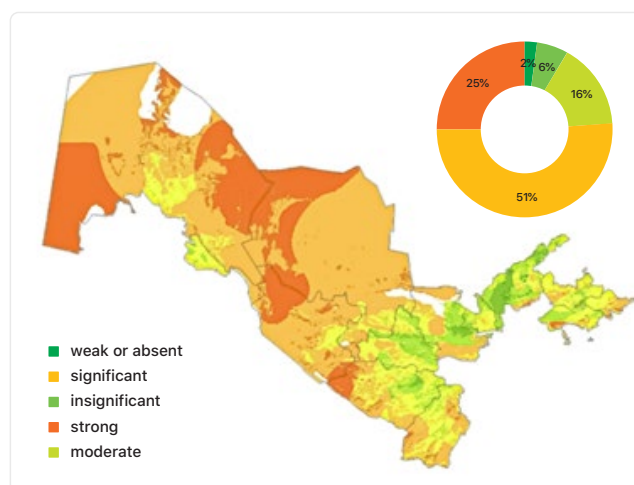 2%
6%
25%
16%
51%
weak or absent
significant
insignificant
strong
moderate